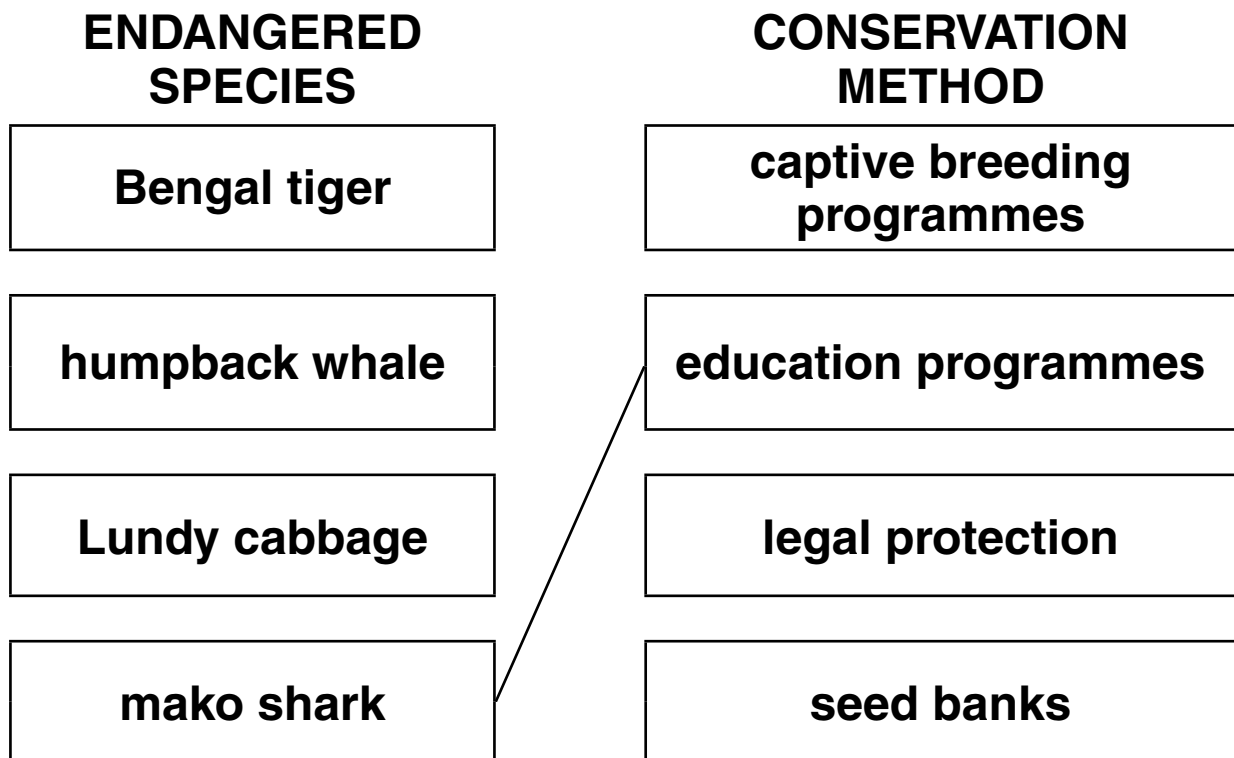 ENDANGERED
SPECIES
CONSERVATION
METHOD
Bengal tiger
captive breeding
programmes
humpback whale
education programmes
Lundy cabbage
legal protection
mako shark
seed banks